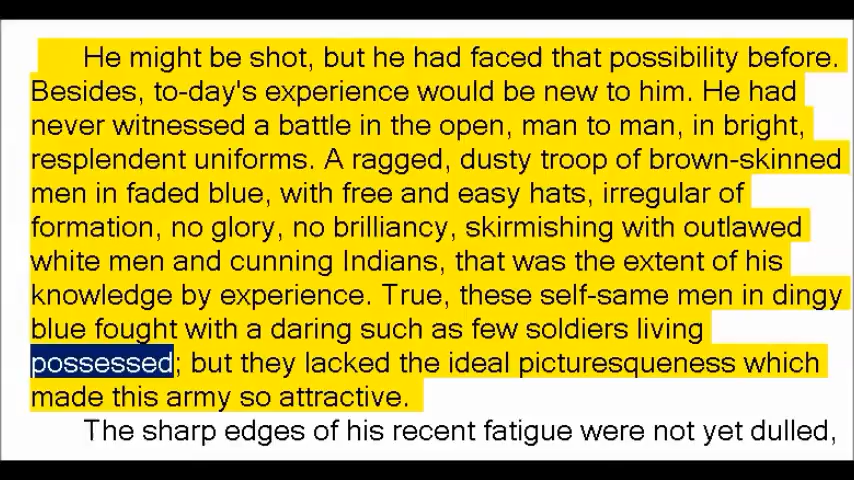 He might be shot, but he had faced that possibility before.
Besides, to-day's experience would be new to him. He had
never witnessed a battle in the open, man to man, in bright,
resplendent uniforms. A ragged, dusty troop of brown-skinned
men in faded blue, with free and easy hats, irregular of
formation, no glory, no brilliancy, skirmishing with outlawed
white men and cunning Indians, that was the extent of his
knowledge by experience. True, these self-same men in dingy
blue fought with a daring such as few soldiers living
possessed; but they lacked the ideal picturesqueness which
made this army so attractive.
The sharp edges of his recent fatigue were not yet dulled,